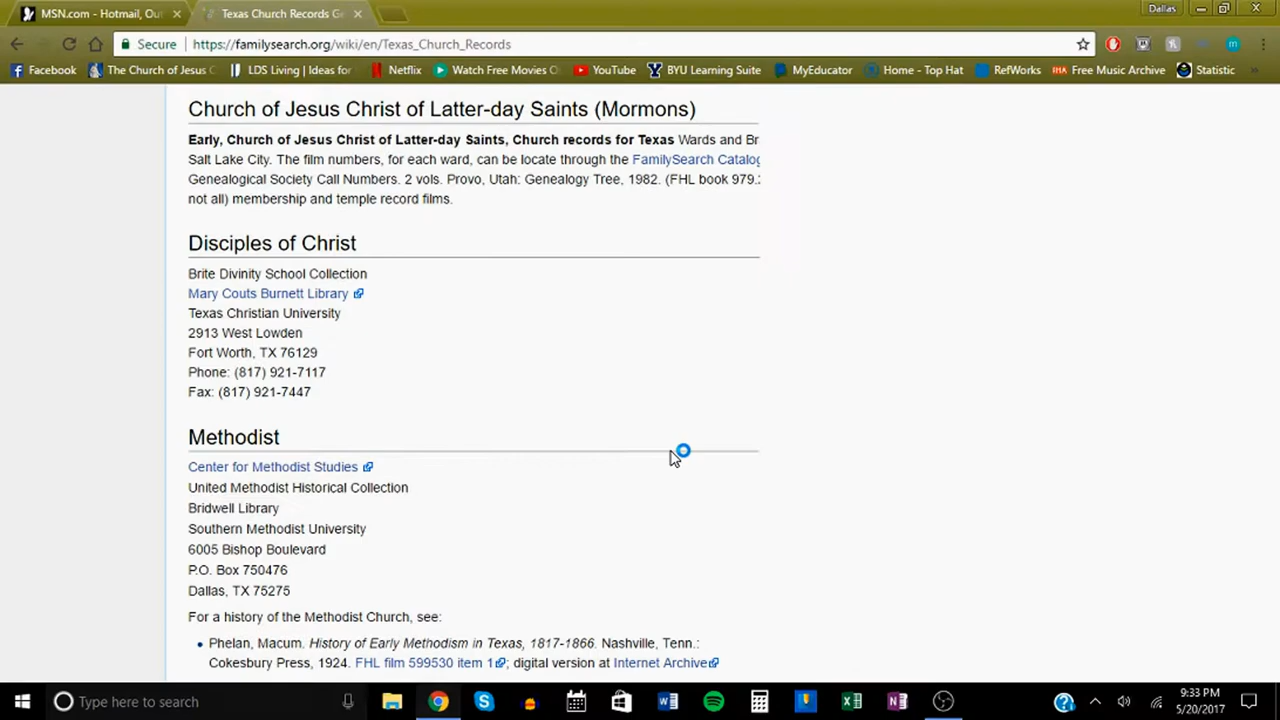 MSN.com - Hotmail, Ou
Texas Church Records Ge
Dallas
Secure
https://familysearch.org/wiki/en/Texas_Church_Records
Facebook
The Church of Jesus C
LDS Living | Ideas for
Netflix
Watch Free Movies O
YouTube
BYU Learning Suite
MyEducator
Home - Top Hat
RefWorks
Free Music Archive
Statistic
Church of Jesus Christ of Latter-day Saints (Mormons)
Early, Church of Jesus Christ of Latter-day Saints, Church records for Texas Wards and Br
Salt Lake City. The film numbers, for each ward, can be locate through the FamilySearch Catalog
Genealogical Society Call Numbers. 2 vols. Provo, Utah: Genealogy Tree, 1982. (FHL book 979.
not all) membership and temple record films.
Disciples of Christ
Brite Divinity School Collection
Mary Couts Burnett Library
Texas Christian University
2913 West Lowden
Fort Worth, TX 76129
Phone: (817) 921-7117
Fax: (817) 921-7447
Methodist
Center for Methodist Studies
United Methodist Historical Collection
Bridwell Library
Southern Methodist University
6005 Bishop Boulevard
P.O. Box 750476
Dallas, TX 75275
For a history of the Methodist Church, see:
• Phelan, Macum. History of Early Methodism in Texas, 1817-1866. Nashville, Tenn.:
Cokesbury Press, 1924. FHL film 599530 item 1; digital version at Internet Archive
Type here to search
9:33 PM
5/20/2017